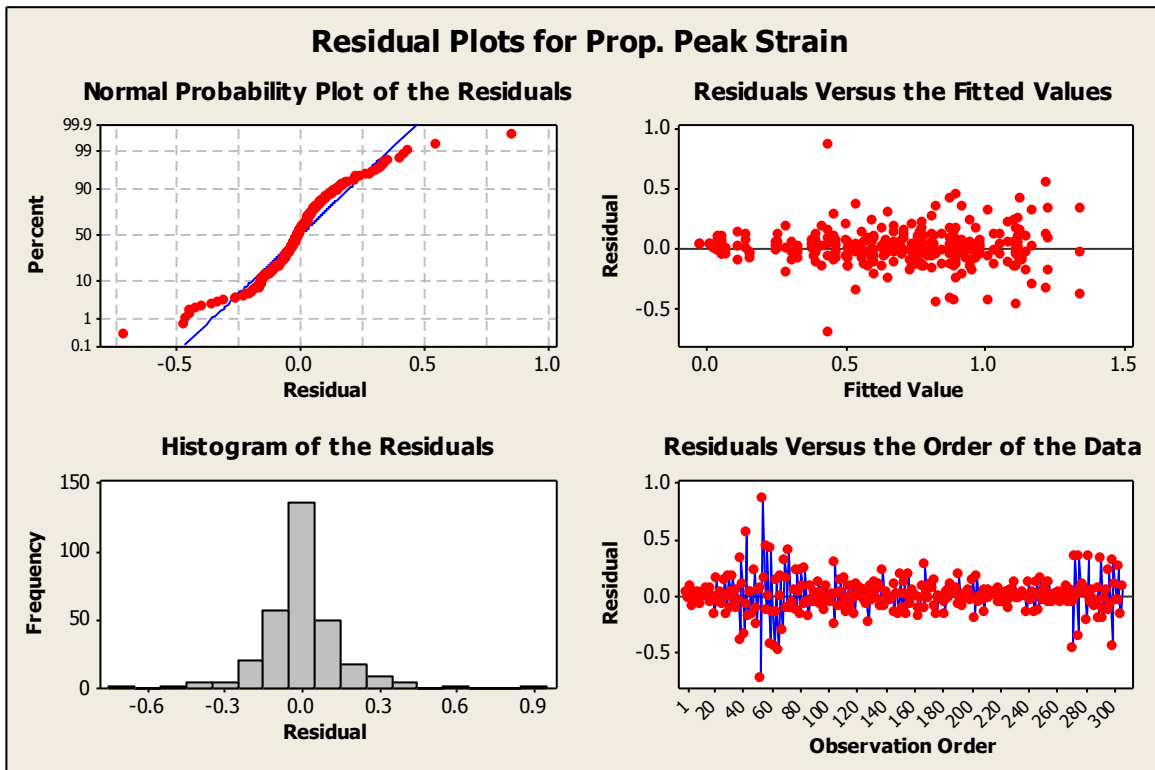 Residual Plots for Prop. Peak Strain
Normal Probability Plot of the Residuals
99.9
99
90
50
10
1
0.1
Percent
-0.5 0.0 0.5 1.0
Residual
Residuals Versus the Fitted Values
1.0
0.5
0.0
-0.5
Residual
0.0 0.5 1.0 1.5
Fitted Value
Histogram of the Residuals
150
100
50
0
Frequency
-0.6 -0.3 0.0 0.3 0.6 0.9
Residual
Residuals Versus the Order of the Data
1.0
0.5
0.0
-0.5
Residual
1 20 40 60 80 100 120 140 160 180 200 220 240 260 280 300
Observation Order